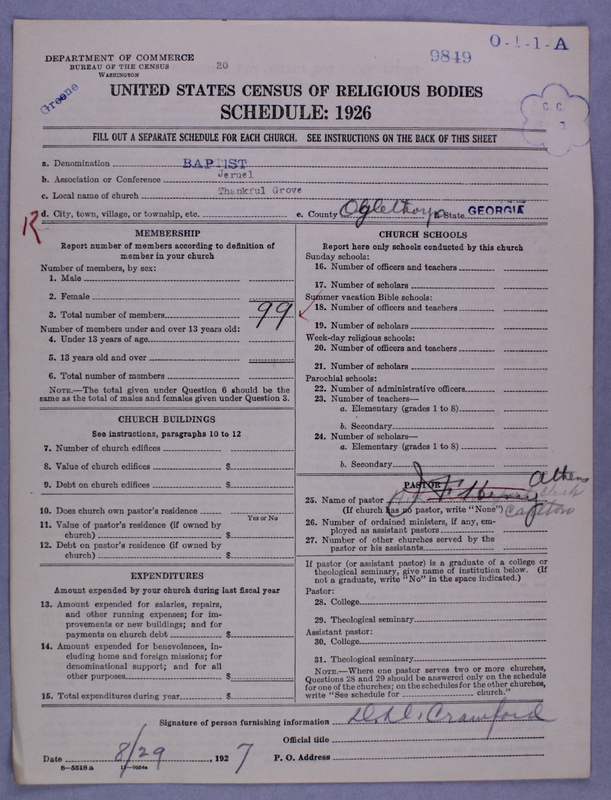 O-1-1-A
9849
DEPARTMENT OF COMMERCE
BUREAU OF THE CENSUS
WASHINGTON
20
Greene
UNITED STATES CENSUS OF RELIGIOUS BODIES
SCHEDULE: 1926
C. C.
FILL OUT A SEPARATE SCHEDULE FOR EACH CHURCH. SEE INSTRUCTIONS ON THE BACK OF THIS SHEET
a. Denomination BAPTIST
b. Association or Conference Jeruel
c. Local name of church Thankful Grove
d. City, town, village, or township, etc. e. County Oglethorpe State GEORGIA
R
MEMBERSHIP
Report number of members according to definition of
member in your church
Number of members, by sex:
1. Male
2. Female
3. Total number of members 99
Number of members under and over 13 years old:
4. Under 13 years of age
5. 13 years old and over
6. Total number of members
NOTE.—The total given under Question 6 should be
same as the total of males and females given under Question 3.
CHURCH BUILDINGS
See instructions, paragraphs 10 to 12
7. Number of church edifices
8. Value of church edifices $
9. Debt on church edifices $
10. Does church own pastor's residence
Yes or No
11. Value of pastor's residence (if owned by
church) $
12. Debt on pastor's residence (if owned by
church) $
EXPENDITURES
Amount expended by your church during last fiscal year
13. Amount expended for salaries, repairs,
and other running expenses; for im-
provements or new buildings; and for
payments on church debt $
14. Amount expended for benevolences, in-
cluding home and foreign missions; for
denominational support; and for all
other purposes $
15. Total expenditures during year $
CHURCH SCHOOLS
Report here only schools conducted by this church
Sunday schools:
16. Number of officers and teachers
17. Number of scholars
Summer vacation Bible schools:
18. Number of officers and teachers
19. Number of scholars
Week-day religious schools:
20. Number of officers and teachers
21. Number of scholars
Parochial schools:
22. Number of administrative officers
23. Number of teachers—
a. Elementary (grades 1 to 8)
b. Secondary
24. Number of scholars—
a. Elementary (grades 1 to 8)
b. Secondary $
PASTOR
Athens
25. Name of pastor
(If church has no pastor, write "None")
26. Number of ordained ministers, if any, em-
ployed as assistant pastors
27. Number of other churches served by the
pastor or his assistants
If pastor (or assistant pastor) is a graduate of a college or
theological seminary, give name of institution below. (If
not a graduate, write "No" in the space indicated.)
Pastor:
28. College
29. Theological seminary
Assistant pastor:
30. College
31. Theological seminary
NOTE.—Where one pastor serves two or more churches,
Questions 28 and 29 should be answered only on the schedule
for one of the churches; on the schedules for the other churches,
write "See schedule for church."
Signature of person furnishing information Crawford
Official title
Date 8/29, 1927 P. O. Address
6—5518 a